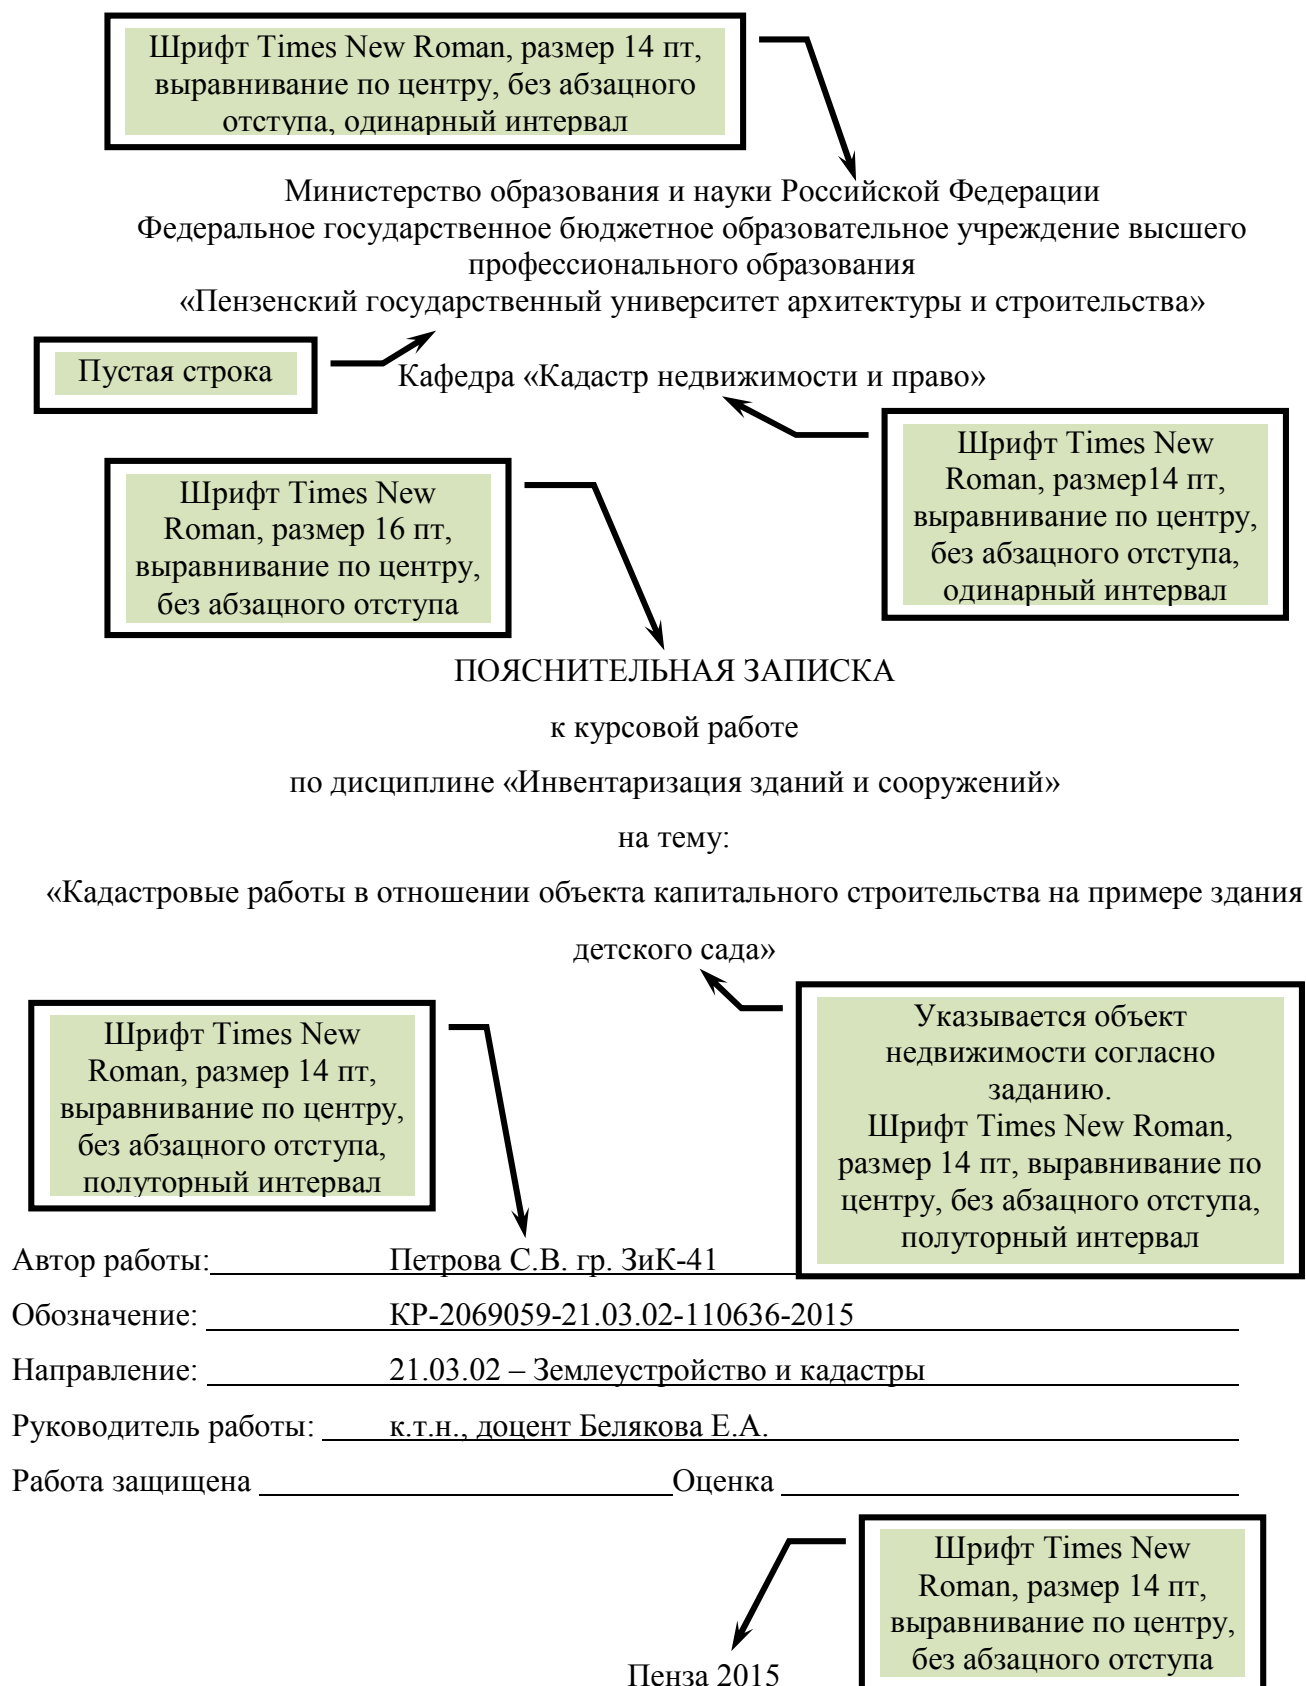 Шрифт Times New Roman, размер 14 пт,
выравнивание по центру, без абзацного
отступа, одинарный интервал
Министерство образования и науки Российской Федерации
Федеральное государственное бюджетное образовательное учреждение высшего
профессионального образования
«Пензенский государственный университет архитектуры и строительства»
Пустая строка
Кафедра «Кадастр недвижимости и право»
Шрифт Times New
Roman, размер14 пт,
выравнивание по центру,
без абзацного отступа,
одинарный интервал
Шрифт Times New
Roman, размер 16 пт,
выравнивание по центру,
без абзацного отступа
ПОЯСНИТЕЛЬНАЯ ЗАПИСКА
к курсовой работе
по дисциплине «Инвентаризация зданий и сооружений»
на тему:
«Кадастровые работы в отношении объекта капитального строительства на примере здания
детского сада»
Шрифт Times New
Roman, размер 14 пт,
выравнивание по центру,
без абзацного отступа,
полуторный интервал
Указывается объект
недвижимости согласно
заданию.
Шрифт Times New Roman,
размер 14 пт, выравнивание по
центру, без абзацного отступа,
полуторный интервал
Автор работы: Петрова С.В. гр. ЗиК-41
Обозначение: КР-2069059-21.03.02-110636-2015
Направление: 21.03.02 – Землеустройство и кадастры
Руководитель работы: к.т.н., доцент Белякова Е.А.
Работа защищена Оценка
Шрифт Times New
Roman, размер 14 пт,
выравнивание по центру,
без абзацного отступа
Пенза 2015